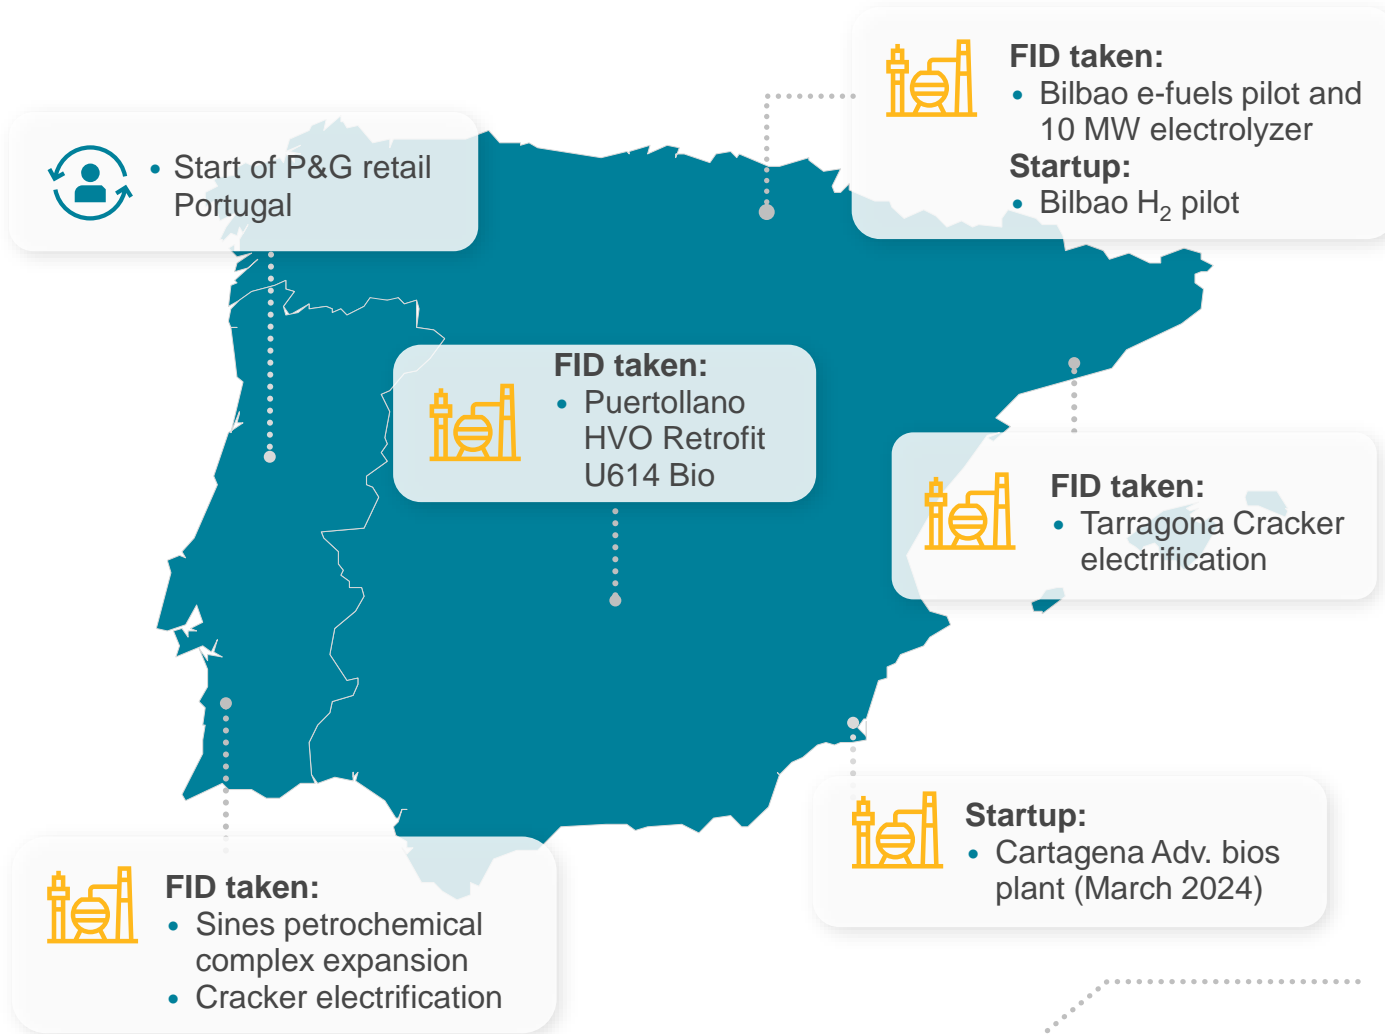 FID taken:
• Bilbao e-fuels pilot and
10 MW electrolyzer
Startup:
• Bilbao H₂ pilot
• Start of P&G retail
Portugal
FID taken:
• Puertollano
HVO Retrofit
U614 Bio
FID taken:
• Tarragona Cracker
electrification
Startup:
• Cartagena Adv. bios
plant (March 2024)
FID taken:
• Sines petrochemical
complex expansion
• Cracker electrification